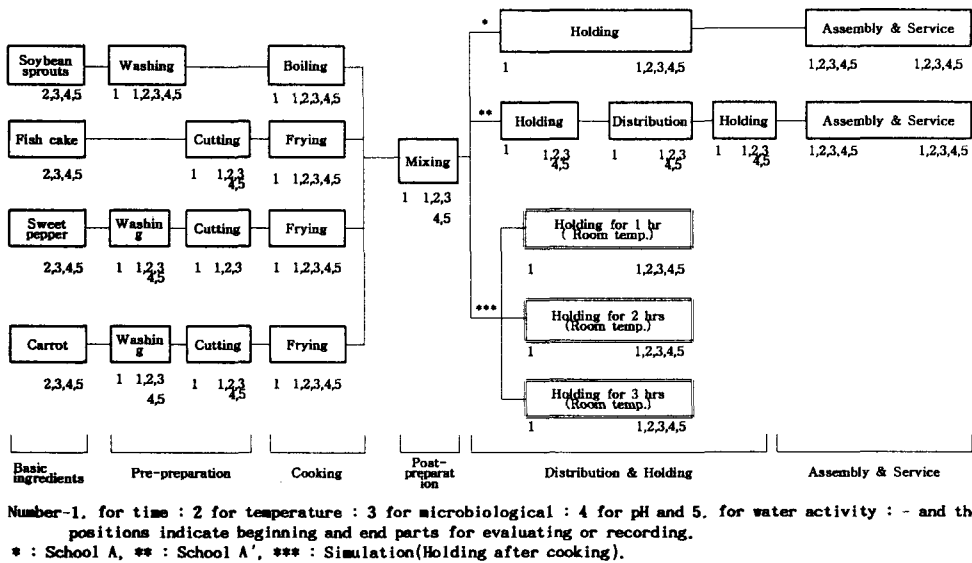 *
Holding
Assembly & Service
1
1,2,3,4,5
1,2,3,4,5
1,2,3,4,5
Soybean
sprouts
Washing
Boiling
2,3,4,5
1
1,2,3,4,5
1
1,2,3,4,5
**
Holding
Distribution
Holding
Assembly & Service
1
1,2,3
4,5
1
1,2,3
4,5
1
1,2,3
4,5
1,2,3,4,5
1,2,3,4,5
Fish cake
Cutting
Frying
2,3,4,5
1
1,2,3
4,5
1
1,2,3,4,5
Mixing
1
1,2,3
4,5
Sweet
pepper
Washin
g
Cutting
Frying
2,3,4,5
1
1,2,3
4,5
1
1,2,3
1
1,2,3,4,5
Holding for 1 hr
( Room temp.)
1
1,2,3,4,5
***
Holding for 2 hrs
(Room temp.)
1
1,2,3,4,5
Carrot
Washin
g
Cutting
Frying
2,3,4,5
1
1,2,3
4,5
1
1,2,3
4,5
1
1,2,3,4,5
Holding for 3 hrs
(Room temp.)
1
1,2,3,4,5
Basic
ingredients
Pre-preparation
Cooking
Post-
preparat
ion
Distribution & Holding
Assembly & Service
Number-1. for time : 2 for temperature : 3 for microbiological : 4 for pH and 5. for water activity : - and th
positions indicate beginning and end parts for evaluating or recording.
* : School A, ** : School A′, *** : Simulation(Holding after cooking).